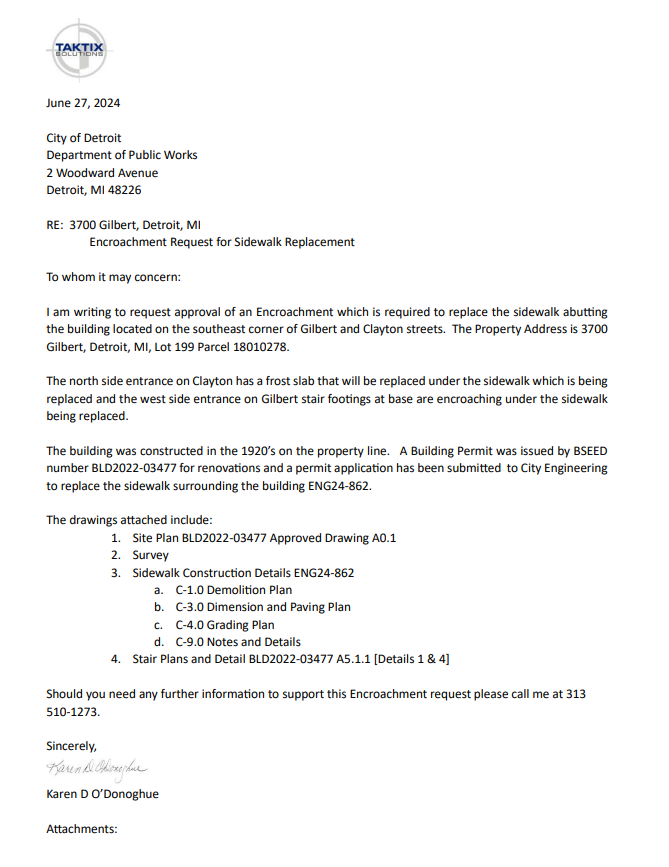 TAKTIX
SOLUTIONS
June 27, 2024
City of Detroit
Department of Public Works
2 Woodward Avenue
Detroit, MI 48226
RE: 3700 Gilbert, Detroit, MI
Encroachment Request for Sidewalk Replacement
To whom it may concern:
I am writing to request approval of an Encroachment which is required to replace the sidewalk abutting
the building located on the southeast corner of Gilbert and Clayton streets. The Property Address is 3700
Gilbert, Detroit, MI, Lot 199 Parcel 18010278.
The north side entrance on Clayton has a frost slab that will be replaced under the sidewalk which is being
replaced and the west side entrance on Gilbert stair footings at base are encroaching under the sidewalk
being replaced.
The building was constructed in the 1920's on the property line. A Building Permit was issued by BSEED
number BLD2022-03477 for renovations and a permit application has been submitted to City Engineering
to replace the sidewalk surrounding the building ENG24-862.
The drawings attached include:
1. Site Plan BLD2022-03477 Approved Drawing A0.1
2. Survey
3. Sidewalk Construction Details ENG24-862
a. C-1.0 Demolition Plan
b. C-3.0 Dimension and Paving Plan
c. C-4.0 Grading Plan
d. C-9.0 Notes and Details
4. Stair Plans and Detail BLD2022-03477 A5.1.1 [Details 1 & 4]
Should you need any further information to support this Encroachment request please call me at 313
510-1273.
Sincerely,
Karen D O'Donoghue
Karen D O'Donoghue
Attachments: